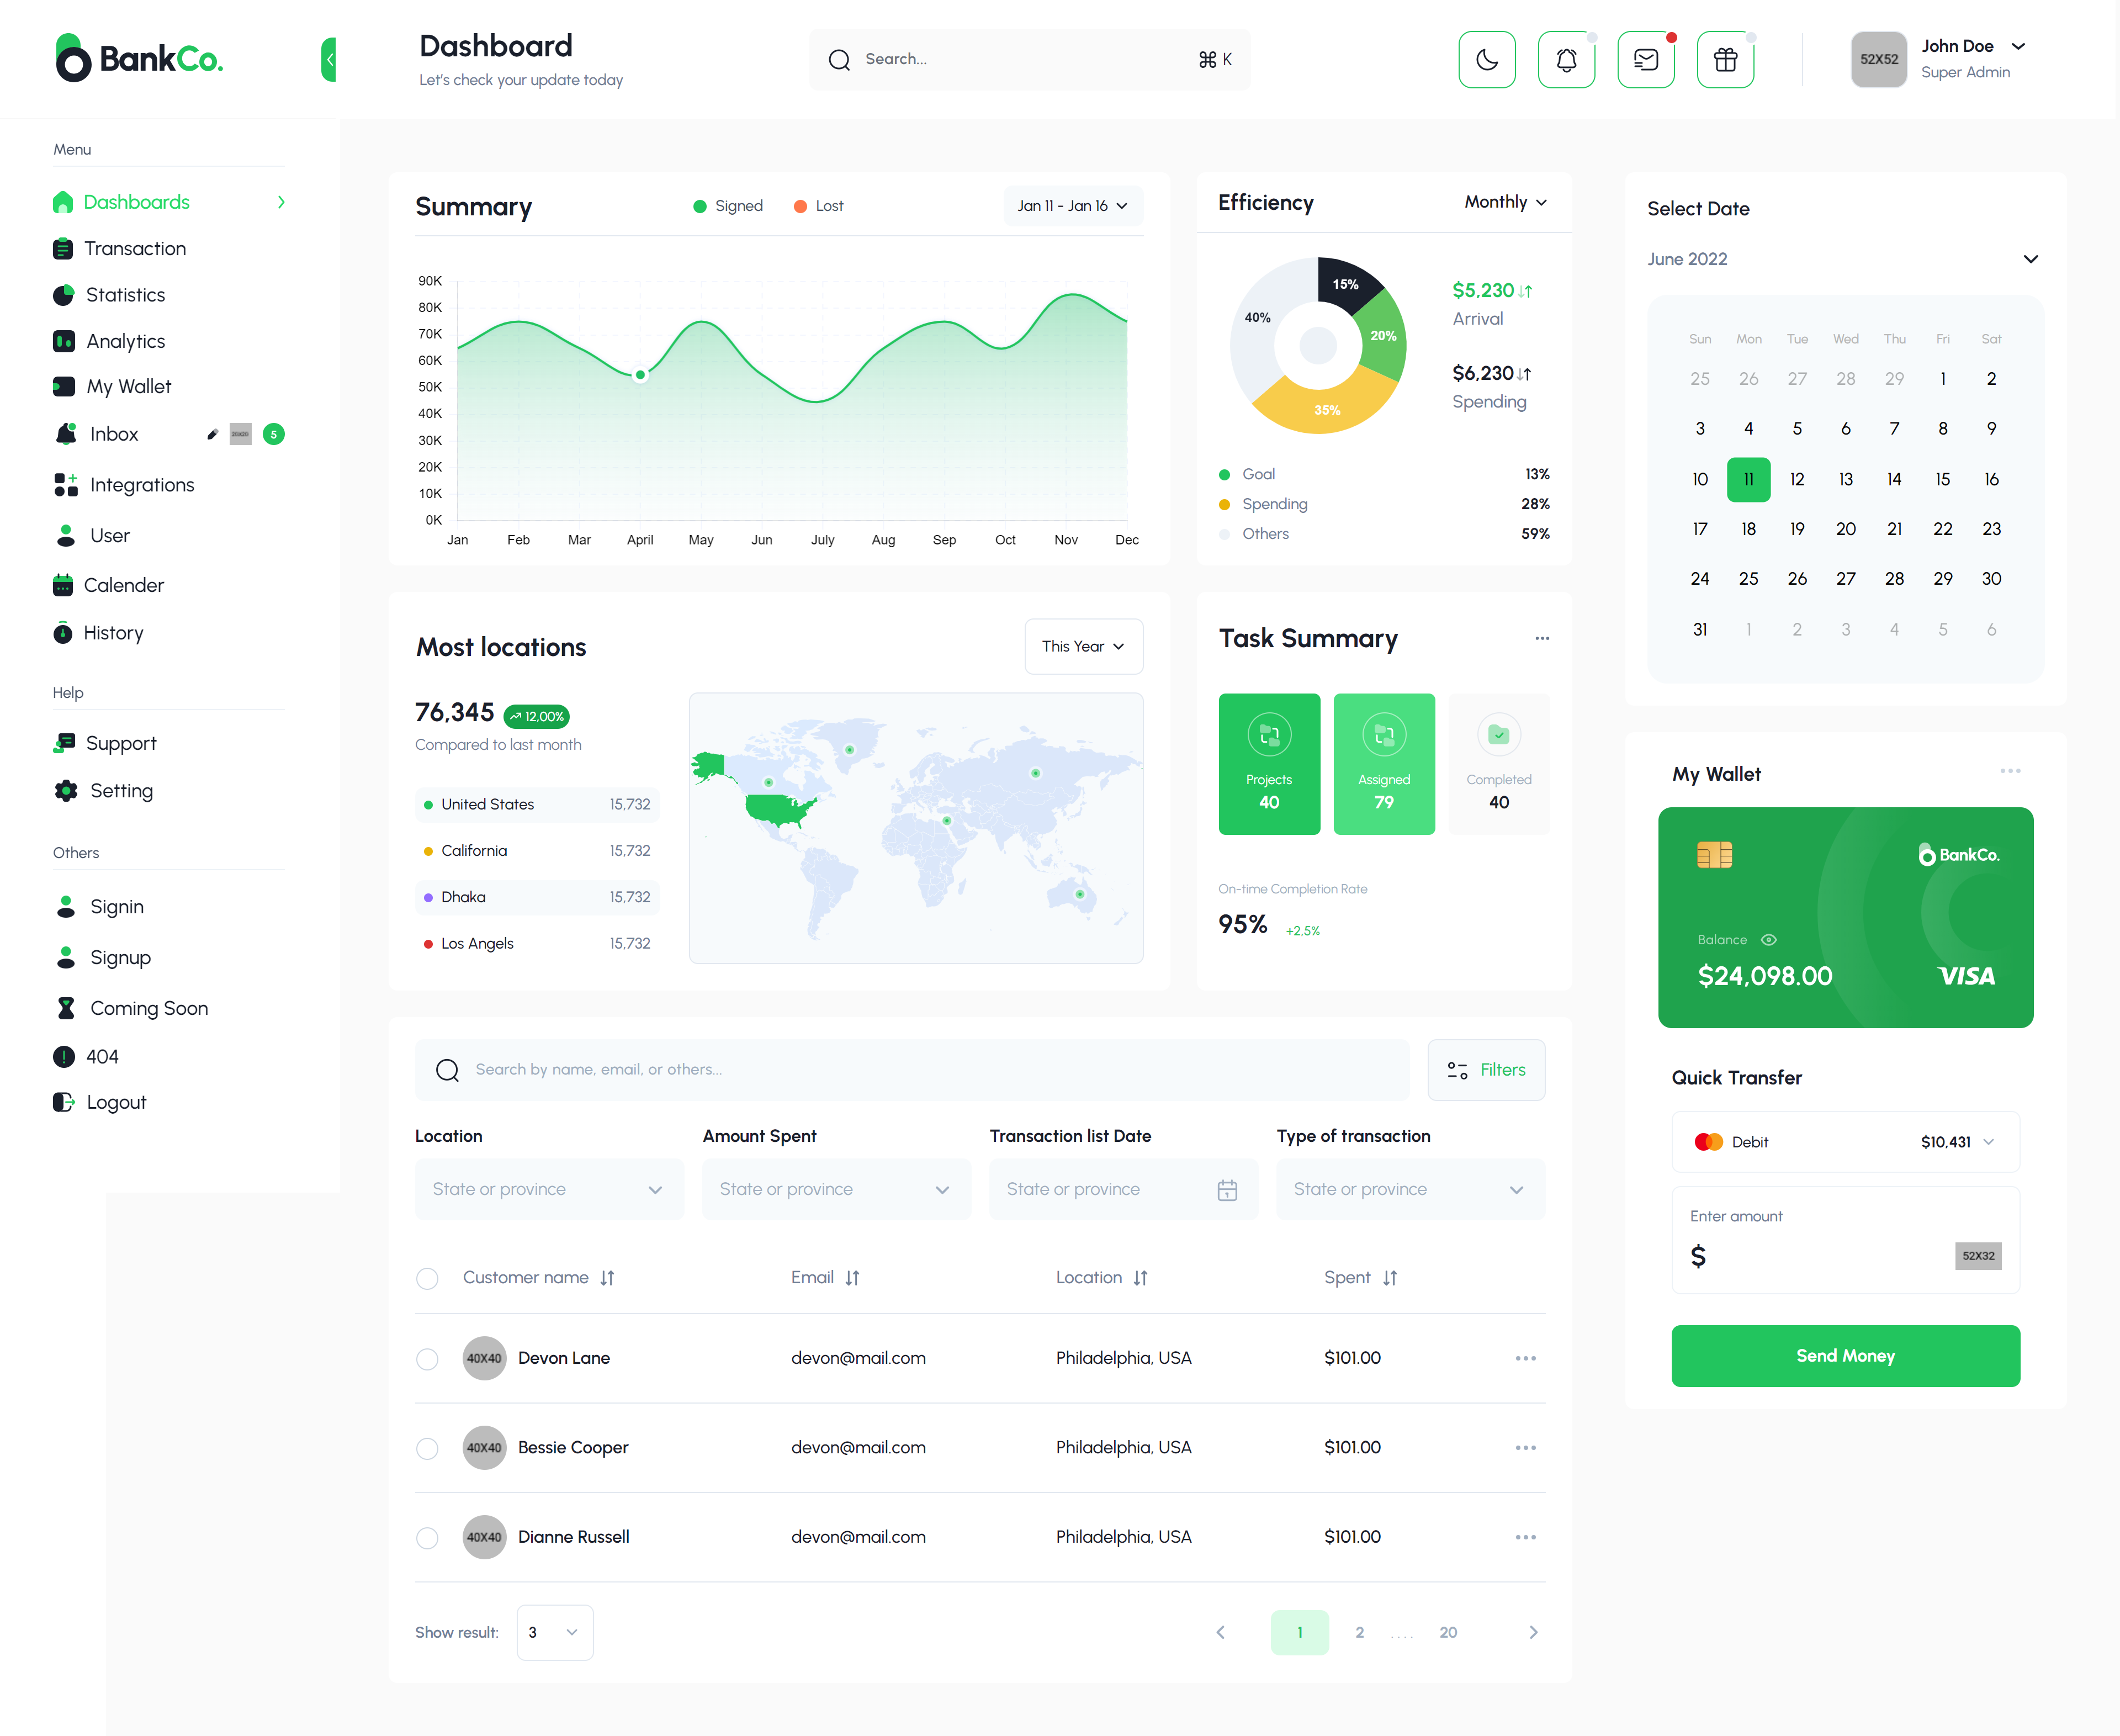 BankCo.
Dashboard
Let's check your update today
Search...
⌘ K
52X52
John Doe
Super Admin
Menu
Dashboards
Transaction
Statistics
Analytics
My Wallet
Inbox
5
Integrations
User
Calender
History
Help
Support
Setting
Others
Signin
Signup
Coming Soon
404
Logout
Summary
Signed
Lost
Jan 11 - Jan 16
90K
80K
70K
60K
50K
40K
30K
20K
10K
0K
Jan Feb Mar April May Jun July Aug Sep Oct Nov Dec
Efficiency
Monthly
15%
20%
35%
40%
$5,230
Arrival
$6,230
Spending
Goal 13%
Spending 28%
Others 59%
Select Date
June 2022
Sun Mon Tue Wed Thu Fri Sat
25 26 27 28 29 1 2
3 4 5 6 7 8 9
10 11 12 13 14 15 16
17 18 19 20 21 22 23
24 25 26 27 28 29 30
31 1 2 3 4 5 6
Most locations
This Year
76,345
12,00%
Compared to last month
United States 15,732
California 15,732
Dhaka 15,732
Los Angels 15,732
Task Summary
Projects
40
Assigned
79
Completed
40
On-time Completion Rate
95% +2,5%
My Wallet
BankCo.
Balance
$24,098.00
VISA
Quick Transfer
Debit $10,431
Enter amount
$
52X32
Send Money
Search by name, email, or others...
Filters
Location Amount Spent Transaction list Date Type of transaction
State or province State or province State or province State or province
Customer name Email Location Spent
40X40 Devon Lane devon@mail.com Philadelphia, USA $101.00
40X40 Bessie Cooper devon@mail.com Philadelphia, USA $101.00
40X40 Dianne Russell devon@mail.com Philadelphia, USA $101.00
Show result: 3
1 2 .... 20